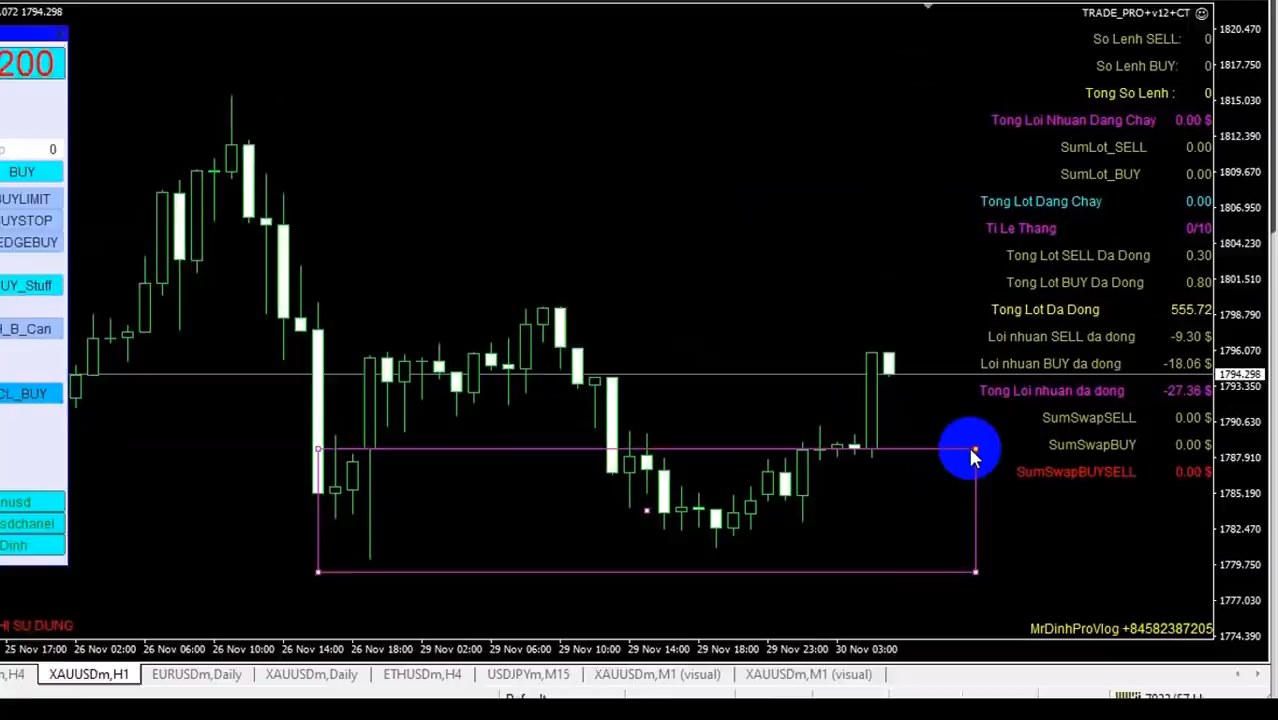 .072 1794.298
TRADE_PRO+v12+CT
200
So Lenh SELL: 0
So Lenh BUY: 0
Tong So Lenh : 0
Tong Loi Nhuan Dang Chay 0.00 $
SumLot_SELL 0.00
SumLot_BUY 0.00
Tong Lot Dang Chay 0.00
Ti Le Thang 0/10
Tong Lot SELL Da Dong 0.30
Tong Lot BUY Da Dong 0.80
Tong Lot Da Dong 555.72
Loi nhuan SELL da dong -9.30 $
Loi nhuan BUY da dong -18.06 $
Tong Loi nhuan da dong -27.36 $
SumSwapSELL 0.00 $
SumSwapBUY 0.00 $
SumSwapBUYSELL 0.00 $
p 0
BUY
BUYLIMIT
UYSTOP
EDGEBUY
UY_Stuff
H_B_Can
CL_BUY
nusd
sdchanel
Dinh
1820.470
1817.750
1815.030
1812.390
1809.670
1806.950
1804.230
1801.510
1798.790
1796.070
1794.298
1793.350
1790.630
1787.910
1785.190
1782.470
1779.750
1777.030
1774.390
HI SU DUNG
MrDinhProVlog +84582387205
25 Nov 17:00 26 Nov 02:00 26 Nov 06:00 26 Nov 10:00 26 Nov 14:00 26 Nov 18:00 29 Nov 02:00 29 Nov 06:00 29 Nov 10:00 29 Nov 14:00 29 Nov 18:00 29 Nov 23:00 30 Nov 03:00
m,H4 XAUUSDm,H1 EURUSDm,Daily XAUUSDm,Daily ETHUSDm,H4 USDJPYm,M15 XAUUSDm,M1 (visual) XAUUSDm,M1 (visual)